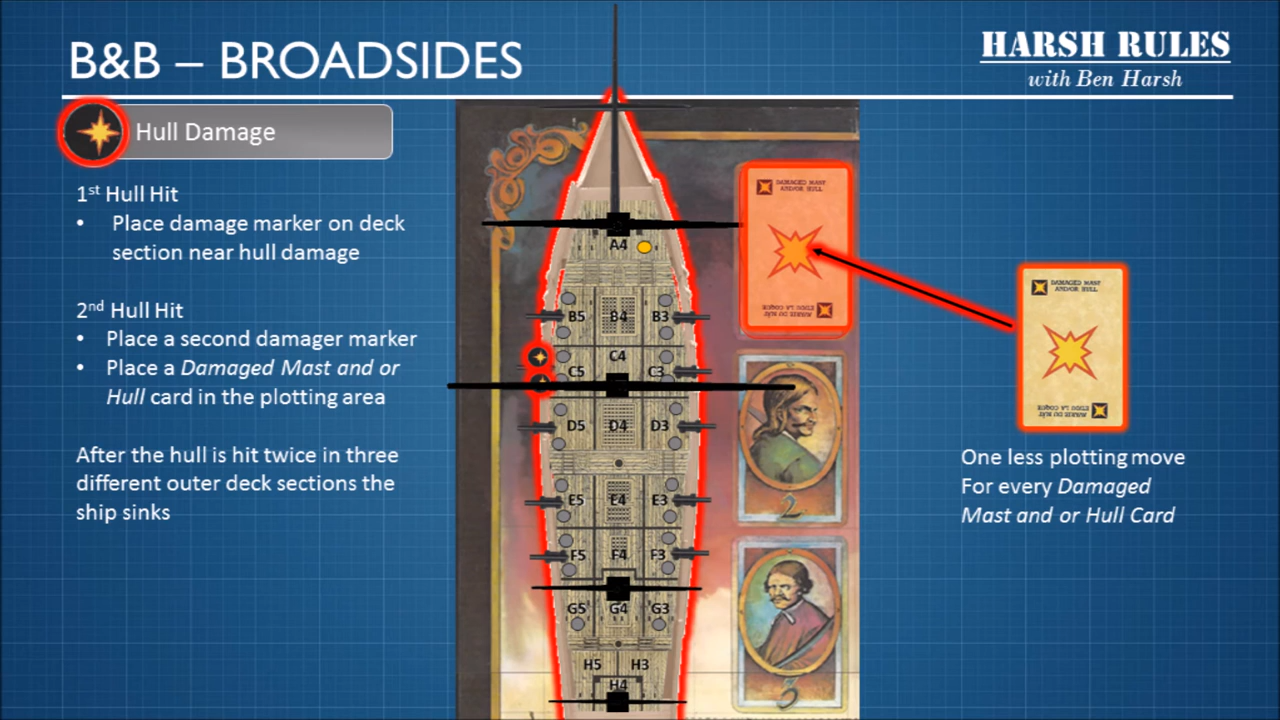 B&B – BROADSIDES
HARSH RULES
with Ben Harsh
Hull Damage
1st Hull Hit
• Place damage marker on deck
section near hull damage
2nd Hull Hit
• Place a second damager marker
• Place a Damaged Mast and or
Hull card in the plotting area
After the hull is hit twice in three
different outer deck sections the
ship sinks
A4
B5 B4 B3
C4
C5 C3
D5 D4 D3
E5 E4 E3
F5 F4 F3
G5 G4 G3
H5 H3
H4
DAMAGED MAST
AND/OR HULL
2
3
DAMAGED MAST
AND/OR HULL
One less plotting move
For every Damaged
Mast and or Hull Card